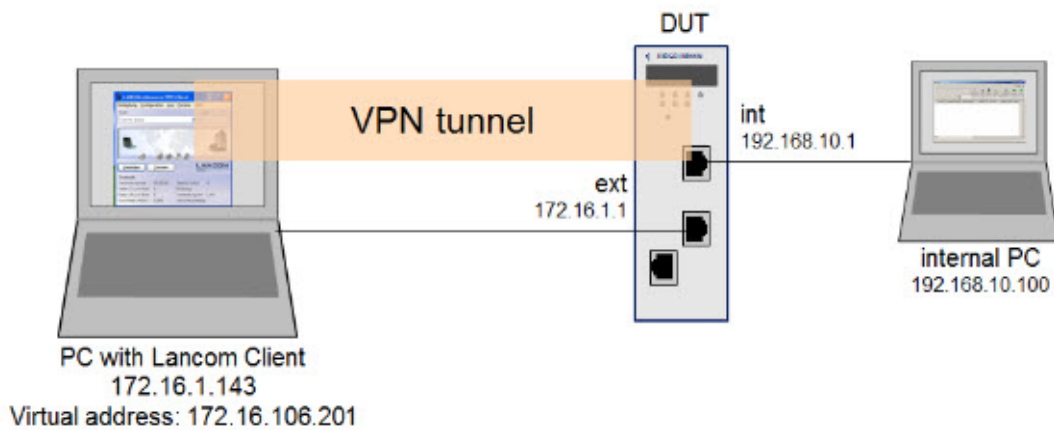 DUT
VPN tunnel
int
192.168.10.1
ext
172.16.1.1
LANCOM
PC with Lancom Client
172.16.1.143
Virtual address: 172.16.106.201
internal PC
192.168.10.100